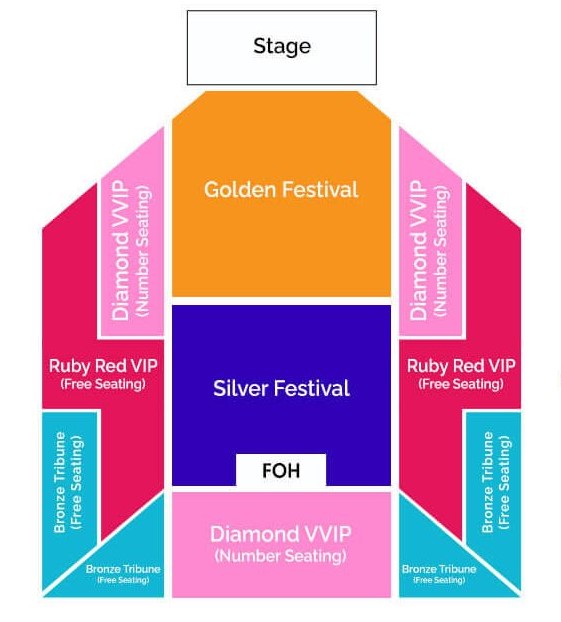 Stage
Golden Festival
Diamond VVIP
(Number Seating)
Diamond VVIP
(Number Seating)
Ruby Red VIP
(Free Seating)
Silver Festival
Ruby Red VIP
(Free Seating)
Bronze Tribune
(Free Seating)
FOH
Bronze Tribune
(Free Seating)
Diamond VVIP
(Number Seating)
Bronze Tribune
(Free Seating)
Bronze Tribune
(Free Seating)